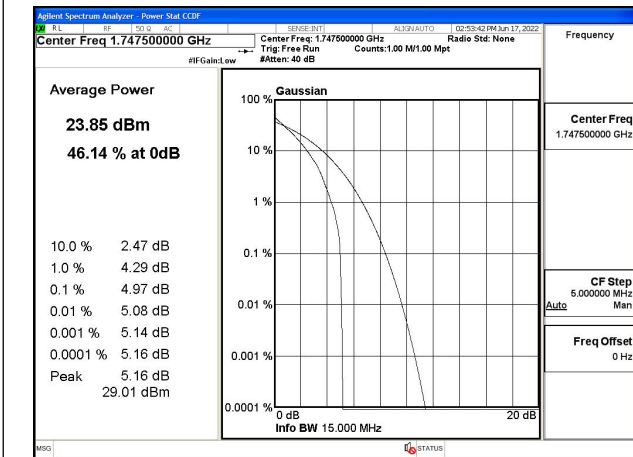 Agilent Spectrum Analyzer - Power Stat CCDF
LXI RL RF 50 Ω AC SENSE:INT ALIGNAUTO 02:53:42 PM Jun 17, 2022
Center Freq 1.747500000 GHz
Center Freq: 1.747500000 GHz Radio Std: None
Trig: Free Run Counts:1.00 M/1.00 Mpt
#IFGain:Low #Atten: 40 dB
Frequency
Average Power
23.85 dBm
46.14 % at 0dB
10.0 % 2.47 dB
1.0 % 4.29 dB
0.1 % 4.97 dB
0.01 % 5.08 dB
0.001 % 5.14 dB
0.0001 % 5.16 dB
Peak 5.16 dB
29.01 dBm
Gaussian
100 %
10 %
1 %
0.1 %
0.01 %
0.001 %
0.0001 %
0 dB 20 dB
Info BW 15.000 MHz
Center Freq
1.747500000 GHz
CF Step
5.000000 MHz
Auto Man
Freq Offset
0 Hz
MSG STATUS